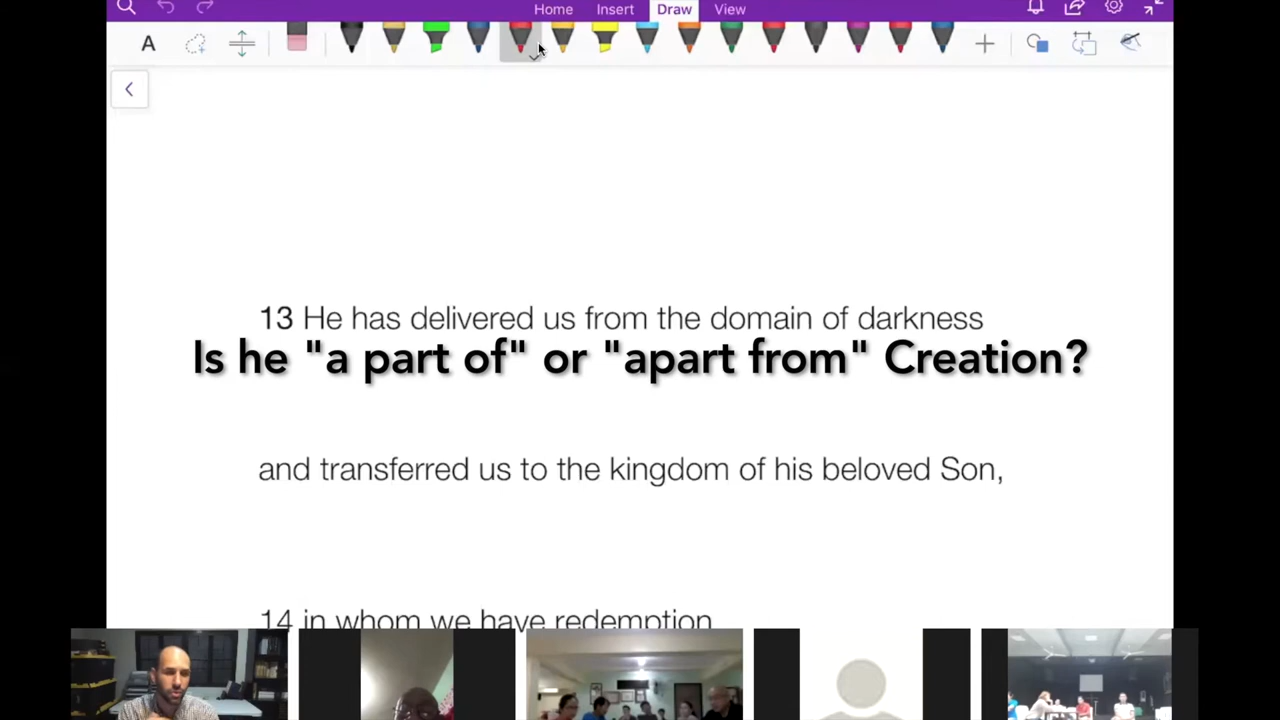 Home Insert Draw View
A
13 He has delivered us from the domain of darkness
Is he "a part of" or "apart from" Creation?
and transferred us to the kingdom of his beloved Son,
14 in whom we have redemption